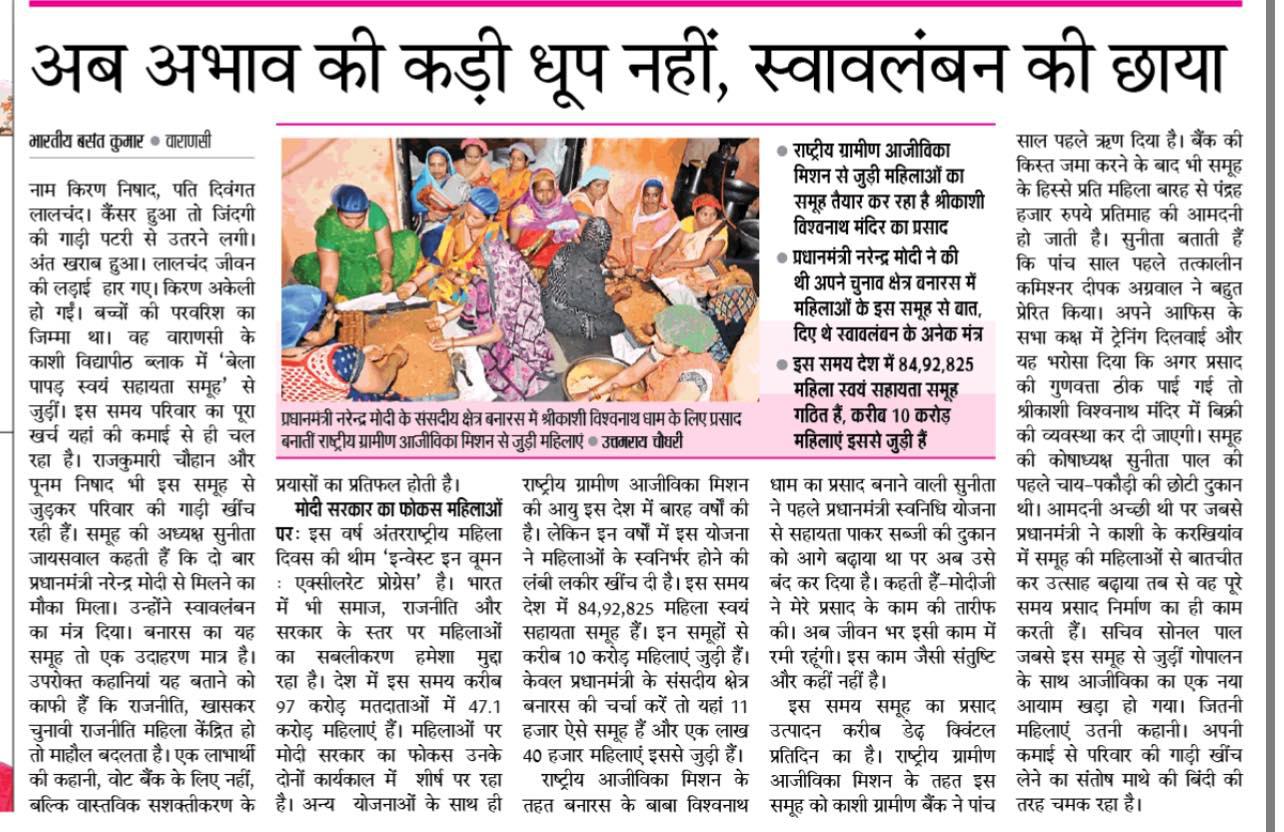 अब अभाव की कड़ी धूप नहीं, स्वावलंबन की छाया
भारतीय बसंत कुमार ● वाराणसी
नाम किरण निषाद, पति दिवंगत
लालचंद। कैंसर हुआ तो जिंदगी
की गाड़ी पटरी से उतरने लगी।
अंत खराब हुआ। लालचंद जीवन
की लड़ाई हार गए। किरण अकेली
हो गईं। बच्चों की परवरिश का
जिम्मा था। वह वाराणसी के
काशी विद्यापीठ ब्लाक में 'बेला
पापड़ स्वयं सहायता समूह' से
जुड़ीं। इस समय परिवार का पूरा
खर्च यहां की कमाई से ही चल
रहा है। राजकुमारी चौहान और
पूनम निषाद भी इस समूह से
जुड़कर परिवार की गाड़ी खींच
रही हैं। समूह की अध्यक्ष सुनीता
जायसवाल कहती हैं कि दो बार
प्रधानमंत्री नरेन्द्र मोदी से मिलने का
मौका मिला। उन्होंने स्वावलंबन
का मंत्र दिया। बनारस का यह
समूह तो एक उदाहरण मात्र है।
उपरोक्त कहानियां यह बताने को
काफी हैं कि राजनीति, खासकर
चुनावी राजनीति महिला केंद्रित हो
तो माहौल बदलता है। एक लाभार्थी
की कहानी, वोट बैंक के लिए नहीं,
बल्कि वास्तविक सशक्तीकरण के
प्रधानमंत्री नरेन्द्र मोदी के संसदीय क्षेत्र बनारस में श्रीकाशी विश्वनाथ धाम के लिए प्रसाद
बनातीं राष्ट्रीय ग्रामीण आजीविका मिशन से जुड़ी महिलाएं ● उत्तमराय चौधरी
● राष्ट्रीय ग्रामीण आजीविका
मिशन से जुड़ी महिलाओं का
समूह तैयार कर रहा है श्रीकाशी
विश्वनाथ मंदिर का प्रसाद
● प्रधानमंत्री नरेन्द्र मोदी ने की
थी अपने चुनाव क्षेत्र बनारस में
महिलाओं के इस समूह से बात,
दिए थे स्वावलंबन के अनेक मंत्र
● इस समय देश में 84,92,825
महिला स्वयं सहायता समूह
गठित हैं, करीब 10 करोड़
महिलाएं इससे जुड़ी हैं
प्रयासों का प्रतिफल होती है।
मोदी सरकार का फोकस महिलाओं
पर: इस वर्ष अंतरराष्ट्रीय महिला
दिवस की थीम 'इन्वेस्ट इन वूमन
: एक्सीलरेट प्रोग्रेस' है। भारत
में भी समाज, राजनीति और
सरकार के स्तर पर महिलाओं
का सबलीकरण हमेशा मुद्दा
रहा है। देश में इस समय करीब
97 करोड़ मतदाताओं में 47.1
करोड़ महिलाएं हैं। महिलाओं पर
मोदी सरकार का फोकस उनके
दोनों कार्यकाल में शीर्ष पर रहा
है। अन्य योजनाओं के साथ ही
राष्ट्रीय ग्रामीण आजीविका मिशन
की आयु इस देश में बारह वर्षों की
है। लेकिन इन वर्षों में इस योजना
ने महिलाओं के स्वनिर्भर होने की
लंबी लकीर खींच दी है। इस समय
देश में 84,92,825 महिला स्वयं
सहायता समूह हैं। इन समूहों से
करीब 10 करोड़ महिलाएं जुड़ी हैं।
केवल प्रधानमंत्री के संसदीय क्षेत्र
बनारस की चर्चा करें तो यहां 11
हजार ऐसे समूह हैं और एक लाख
40 हजार महिलाएं इससे जुड़ी हैं।
राष्ट्रीय आजीविका मिशन के
तहत बनारस के बाबा विश्वनाथ
धाम का प्रसाद बनाने वाली सुनीता
ने पहले प्रधानमंत्री स्वनिधि योजना
से सहायता पाकर सब्जी की दुकान
को आगे बढ़ाया था पर अब उसे
बंद कर दिया है। कहती हैं-मोदीजी
ने मेरे प्रसाद के काम की तारीफ
की। अब जीवन भर इसी काम में
रमी रहूंगी। इस काम जैसी संतुष्टि
और कहीं नहीं है।
इस समय समूह का प्रसाद
उत्पादन करीब डेढ़ क्विंटल
प्रतिदिन का है। राष्ट्रीय ग्रामीण
आजीविका मिशन के तहत इस
समूह को काशी ग्रामीण बैंक ने पांच
साल पहले ऋण दिया है। बैंक की
किस्त जमा करने के बाद भी समूह
के हिस्से प्रति महिला बारह से पंद्रह
हजार रुपये प्रतिमाह की आमदनी
हो जाती है। सुनीता बताती हैं
कि पांच साल पहले तत्कालीन
कमिश्नर दीपक अग्रवाल ने बहुत
प्रेरित किया। अपने आफिस के
सभा कक्ष में ट्रेनिंग दिलवाई और
यह भरोसा दिया कि अगर प्रसाद
की गुणवत्ता ठीक पाई गई तो
श्रीकाशी विश्वनाथ मंदिर में बिक्री
की व्यवस्था कर दी जाएगी। समूह
की कोषाध्यक्ष सुनीता पाल की
पहले चाय-पकौड़ी की छोटी दुकान
थी। आमदनी अच्छी थी पर जबसे
प्रधानमंत्री ने काशी के करखियांव
में समूह की महिलाओं से बातचीत
कर उत्साह बढ़ाया तब से वह पूरे
समय प्रसाद निर्माण का ही काम
करती हैं। सचिव सोनल पाल
जबसे इस समूह से जुड़ीं गोपालन
के साथ आजीविका का एक नया
आयाम खड़ा हो गया। जितनी
महिलाएं उतनी कहानी। अपनी
कमाई से परिवार की गाड़ी खींच
लेने का संतोष माथे की बिंदी की
तरह चमक रहा है।